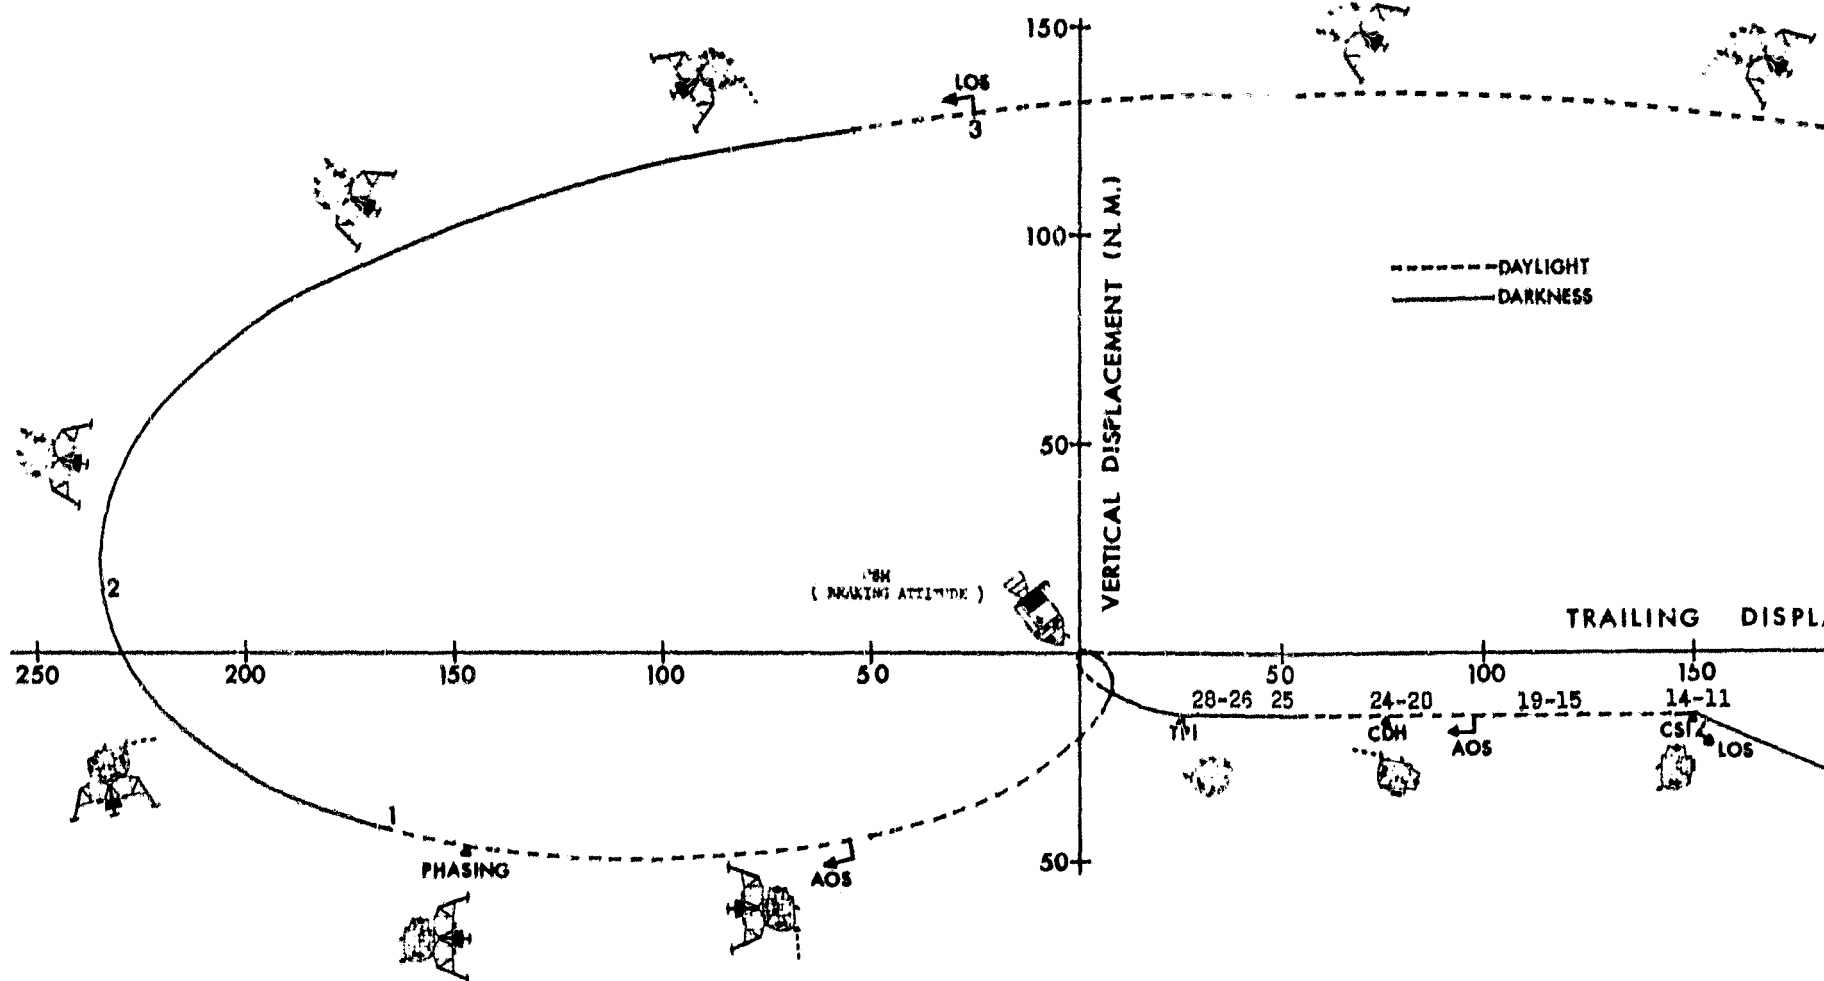 150
LOS
3
100
VERTICAL DISPLACEMENT (N.M.)
DAYLIGHT
DARKNESS
50
2
( BRAKING ATTITUDE )
TRAILING DISPL
250 200 150 100 50 50 100 150
28-26 25 24-20 19-15 14-11
TPI CDH AOS CSI LOS
1
PHASING
AOS
50